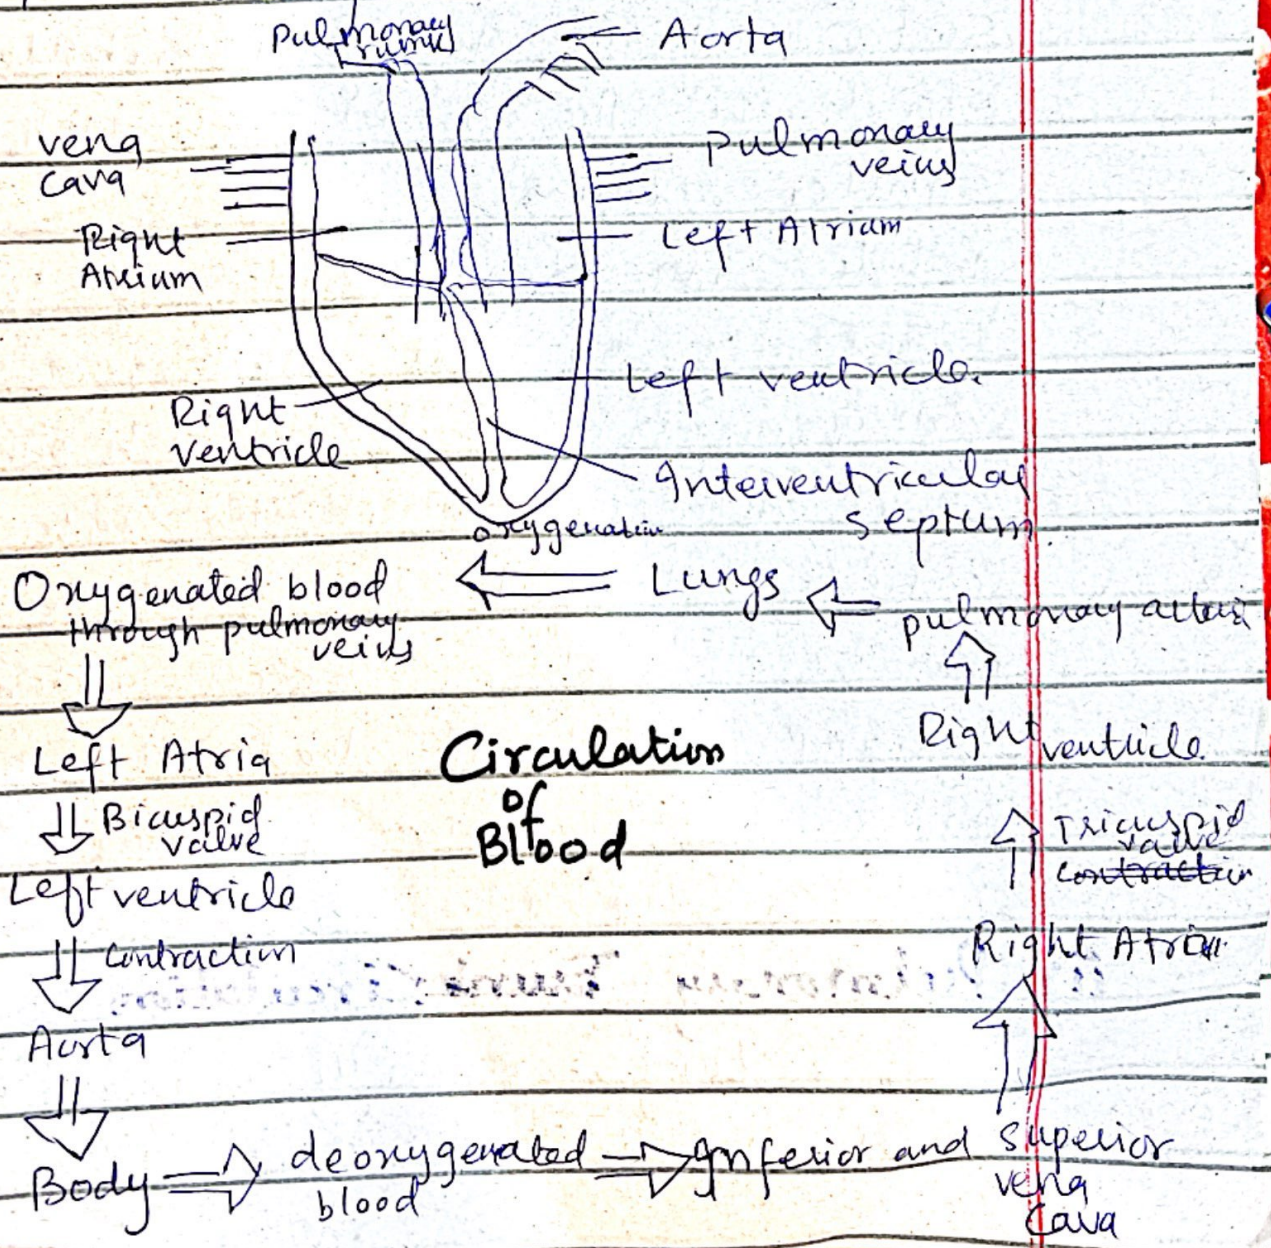 Pulmonary
Trunk
Aorta
vena
cava
Pulmonary
veins
Right
Atrium
Left Atrium
Left ventricle.
Right
ventricle
Interventricular
septum.
oxygenation
Oxygenated blood
through pulmonary
veins
Lungs
pulmonary
Left Atria
Bicuspid
valve
Left ventricle
Contraction
Aorta
Body
deoxygenated
blood
Inferior and Superior
vena
Cava
Right Atria
Tricuspid
valve
contraction
Right ventricle
Circulation
of
Blood